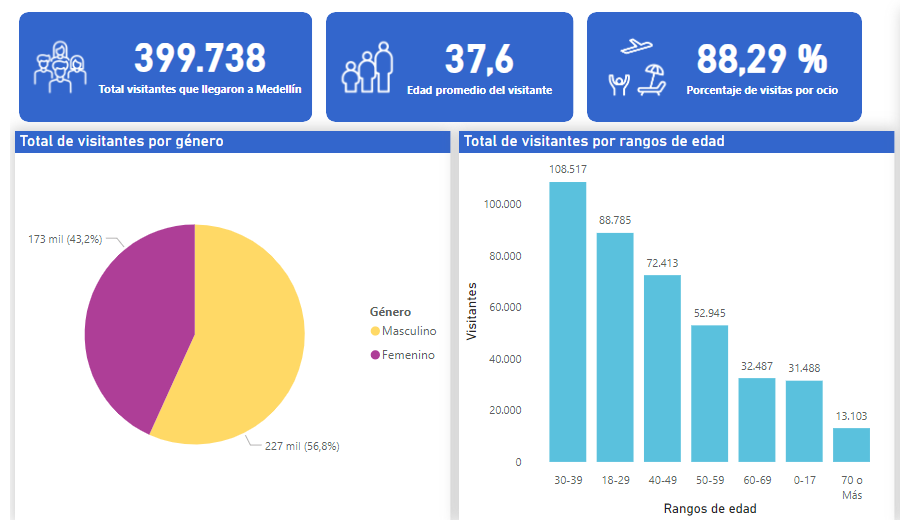 399.738
Total visitantes que llegaron a Medellín
37,6
Edad promedio del visitante
88,29 %
Porcentaje de visitas por ocio
Total de visitantes por género
173 mil (43,2%)
Género
Masculino
Femenino
227 mil (56,8%)
Total de visitantes por rangos de edad
Visitantes
100.000
80.000
60.000
40.000
20.000
0
108.517
88.785
72.413
52.945
32.487
31.488
13.103
30-39
18-29
40-49
50-59
60-69
0-17
70 o
Más
Rangos de edad